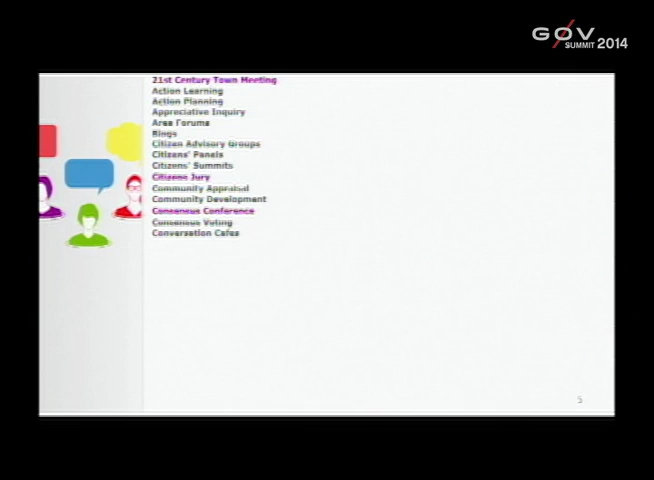 GOV
SUMMIT 2014
21st Century Town Meeting
Action Learning
Action Planning
Appreciative Inquiry
Area Forums
Blogs
Citizen Advisory Groups
Citizens' Panels
Citizens' Summits
Citizens Jury
Community Appraisal
Community Development
Consensus Conference
Consensus Voting
Conversation Cafes
5